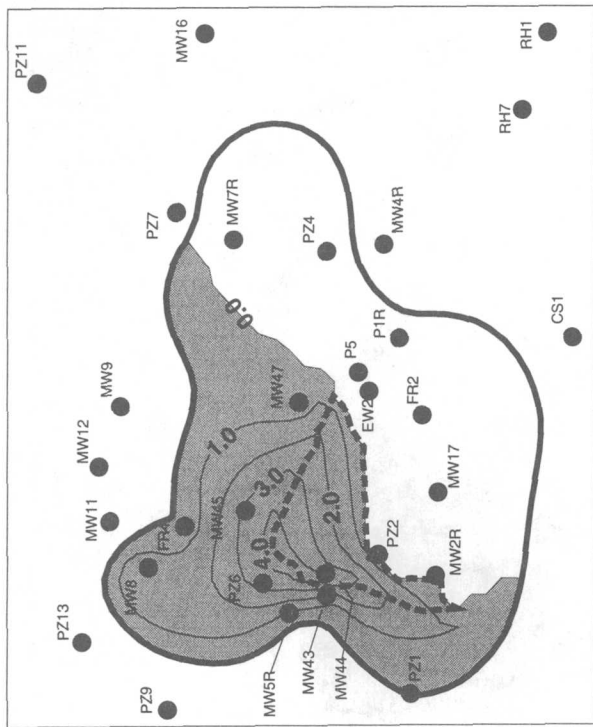 PZ11
MW16
RH1
RH7
PZ7
MW7R
PZ4
MW4R
0.0
P1R
CS1
P5
EW2
MW9
MW47
FR2
MW12
1.0
MW11
MW45
3.0
2.0
MW17
FR4
PZ2
MW8
PZ6
4.0
MW2R
PZ13
MW5R
MW43
MW44
PZ1
PZ9